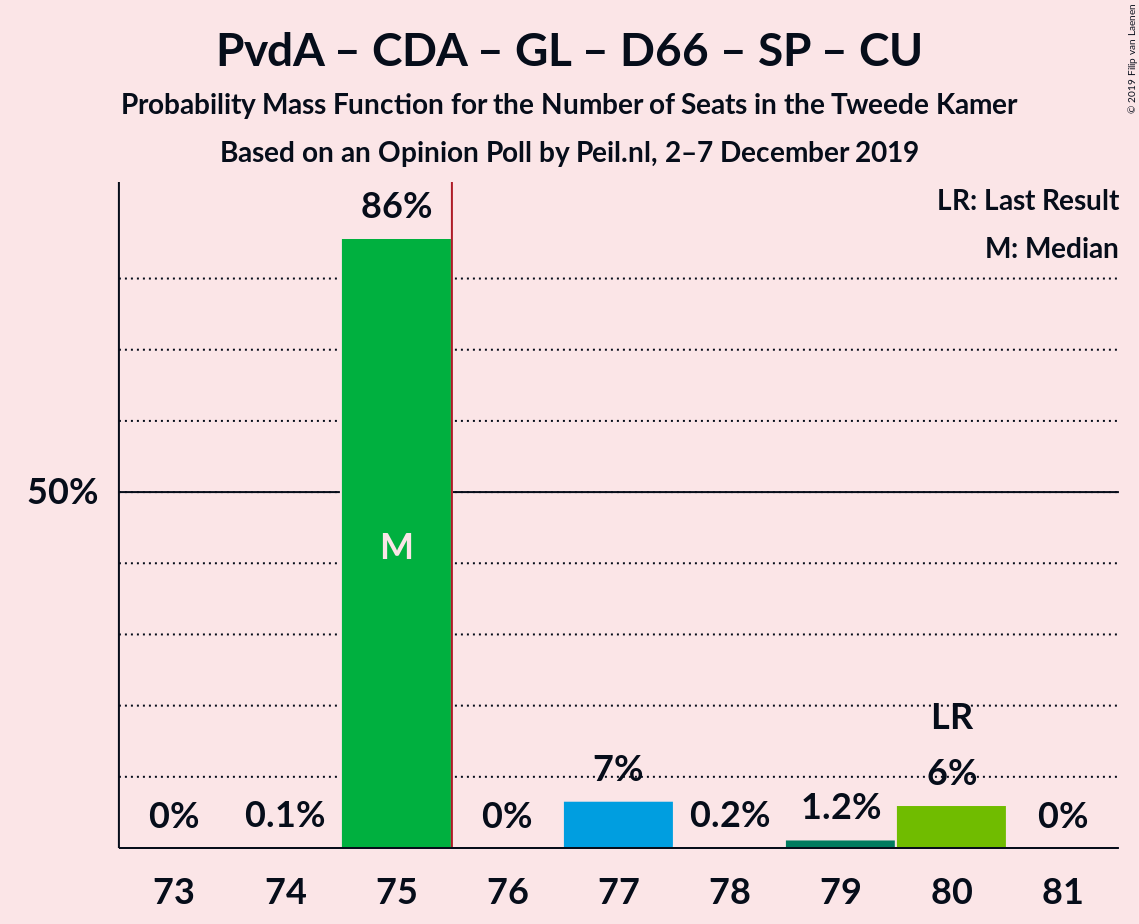 PvdA – CDA – GL – D66 – SP – CU
Probability Mass Function for the Number of Seats in the Tweede Kamer
Based on an Opinion Poll by Peil.nl, 2–7 December 2019
© 2019 Filip van Laenen
LR: Last Result
M: Median
86%
50%
M
LR
7%
6%
0%
0.1%
0%
0.2%
1.2%
0%
73 74 75 76 77 78 79 80 81